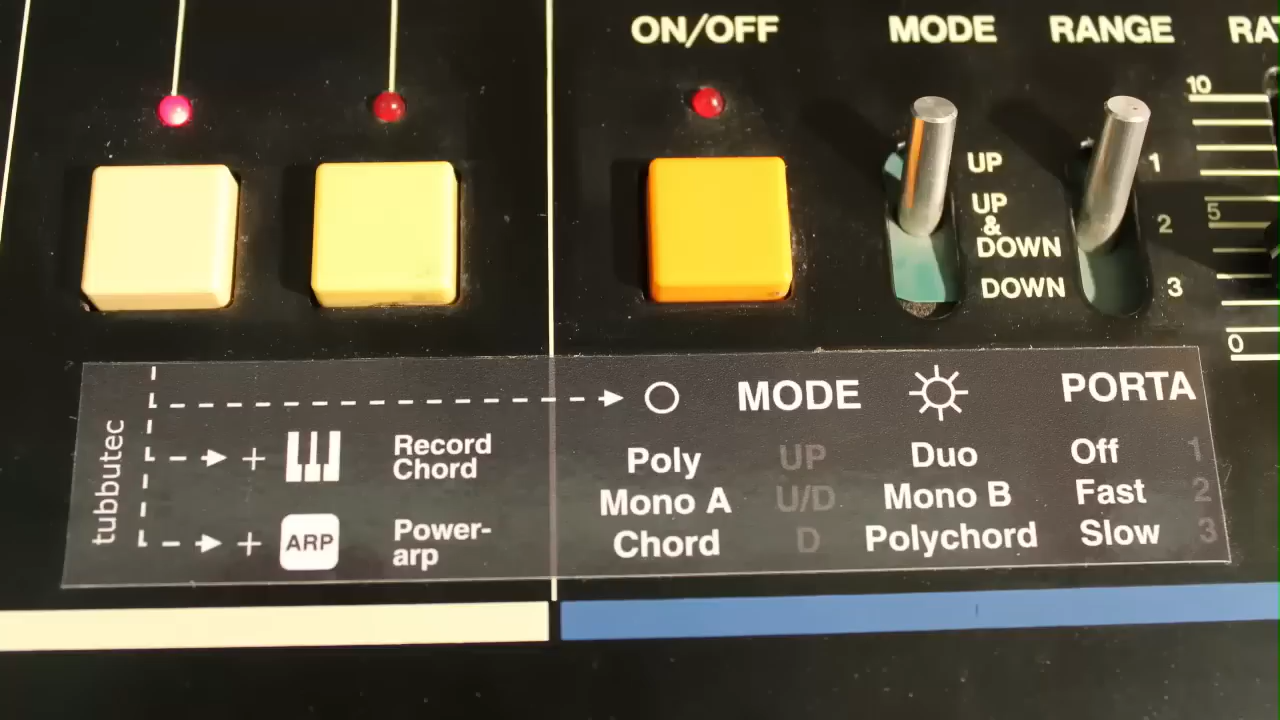 ON/OFF MODE RANGE
10
UP 1
UP
&
DOWN
5 2
DOWN 3
0
tubbutec
MODE PORTA
Record
Chord
Poly UP Duo Off 1
Mono A U/D Mono B Fast 2
ARP
Power-
arp
Chord D Polychord Slow 3